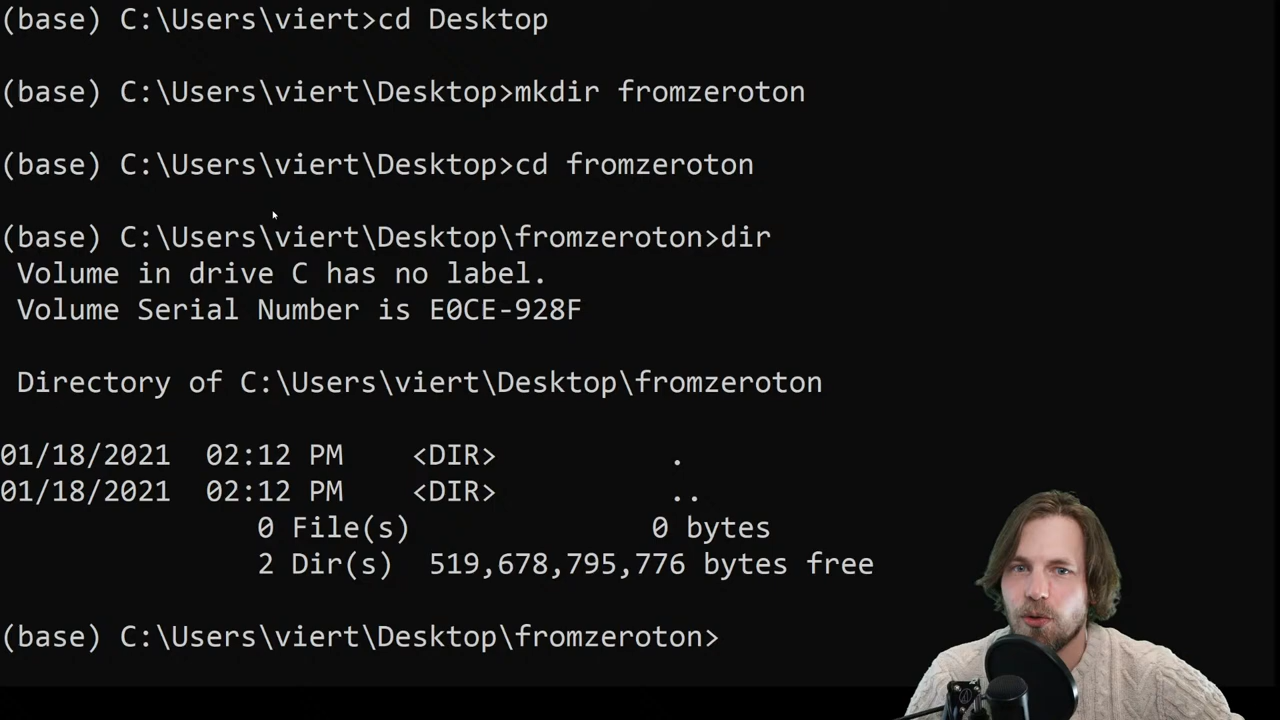 (base) C:\Users\viert>cd Desktop
(base) C:\Users\viert\Desktop>mkdir fromzeroton
(base) C:\Users\viert\Desktop>cd fromzeroton
(base) C:\Users\viert\Desktop\fromzeroton>dir
Volume in drive C has no label.
Volume Serial Number is E0CE-928F
Directory of C:\Users\viert\Desktop\fromzeroton
01/18/2021 02:12 PM <DIR> .
01/18/2021 02:12 PM <DIR> ..
0 File(s) 0 bytes
2 Dir(s) 519,678,795,776 bytes free
(base) C:\Users\viert\Desktop\fromzeroton>